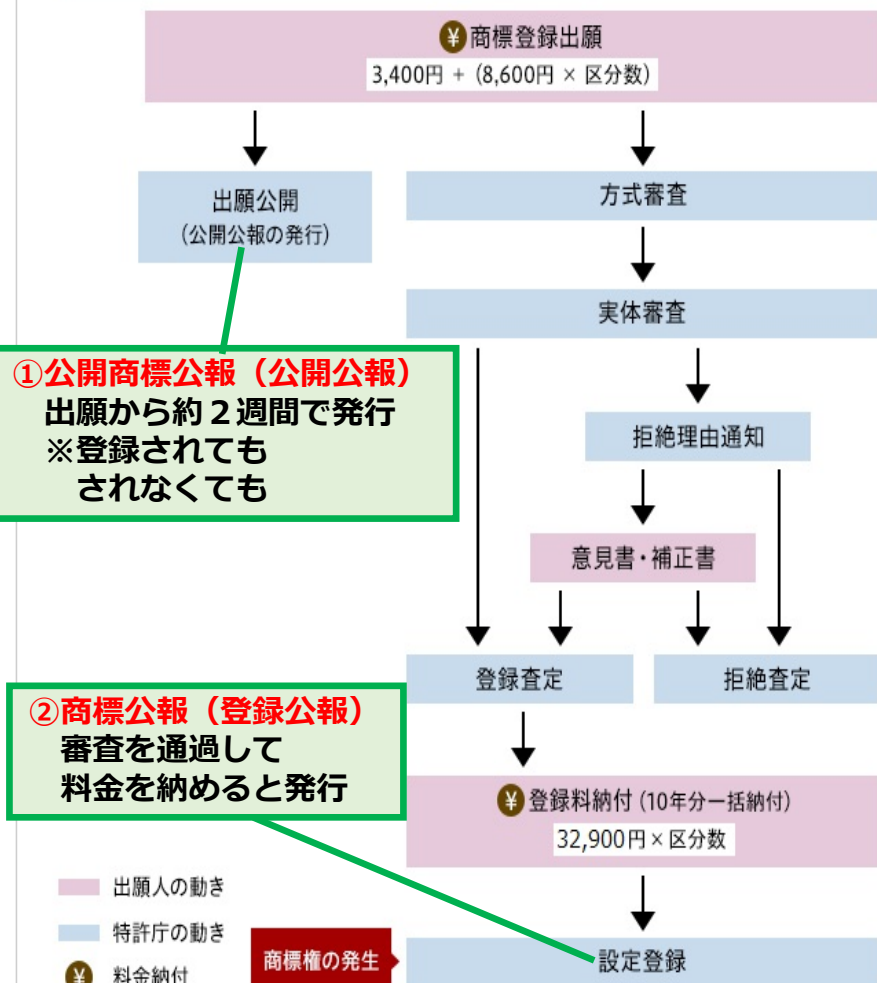 ¥商標登録出願
3,400円 + (8,600円 × 区分数)
出願公開
(公開公報の発行)
方式審査
実体審査
①公開商標公報（公開公報）
出願から約２週間で発行
※登録されても
されなくても
拒絶理由通知
意見書・補正書
登録査定
拒絶査定
②商標公報（登録公報）
審査を通過して
料金を納めると発行
¥登録料納付 (10年分一括納付)
32,900円×区分数
出願人の動き
特許庁の動き
¥ 料金納付
商標権の発生
設定登録